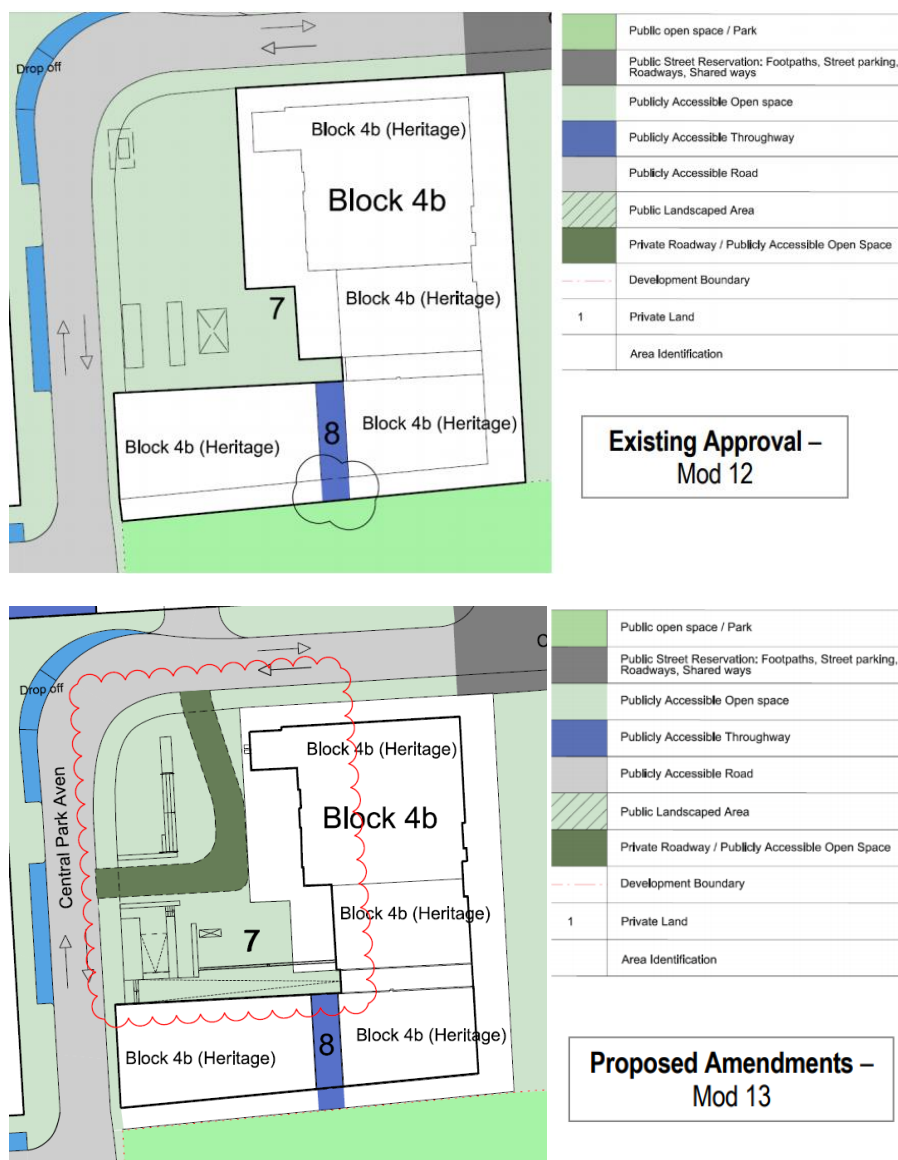 Drop off
Block 4b (Heritage)
Block 4b
7
Block 4b (Heritage)
Block 4b (Heritage)
8
Block 4b (Heritage)
Public open space / Park
Public Street Reservation: Footpaths, Street parking,
Roadways, Shared ways
Publicly Accessible Open space
Publicly Accessible Throughway
Publicly Accessible Road
Public Landscaped Area
Private Roadway / Publicly Accessible Open Space
Development Boundary
1 Private Land
Area Identification
Existing Approval –
Mod 12
Drop off
Central Park Aven
Block 4b (Heritage)
Block 4b
Block 4b (Heritage)
7
Block 4b (Heritage)
8
Block 4b (Heritage)
Public open space / Park
Public Street Reservation: Footpaths, Street parking,
Roadways, Shared ways
Publicly Accessible Open space
Publicly Accessible Throughway
Publicly Accessible Road
Public Landscaped Area
Private Roadway / Publicly Accessible Open Space
Development Boundary
1 Private Land
Area Identification
Proposed Amendments –
Mod 13